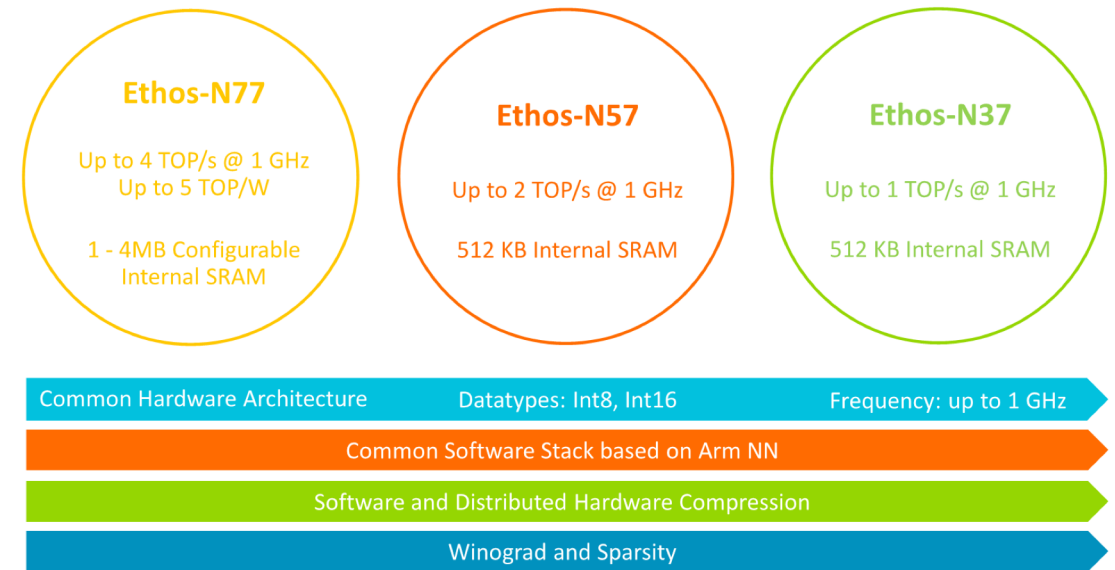 Ethos-N77
Up to 4 TOP/s @ 1 GHz
Up to 5 TOP/W
1 - 4MB Configurable
Internal SRAM
Ethos-N57
Up to 2 TOP/s @ 1 GHz
512 KB Internal SRAM
Ethos-N37
Up to 1 TOP/s @ 1 GHz
512 KB Internal SRAM
Common Hardware Architecture
Datatypes: Int8, Int16
Frequency: up to 1 GHz
Common Software Stack based on Arm NN
Software and Distributed Hardware Compression
Winograd and Sparsity